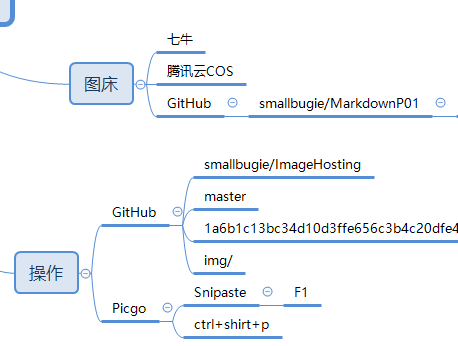 图床
七牛
腾讯云COS
GitHub
smallbugie/MarkdownP01
操作
GitHub
smallbugie/ImageHosting
master
1a6b1c13bc34d10d3ffe656c3b4c20dfe4
img/
Picgo
Snipaste
F1
ctrl+shirt+p